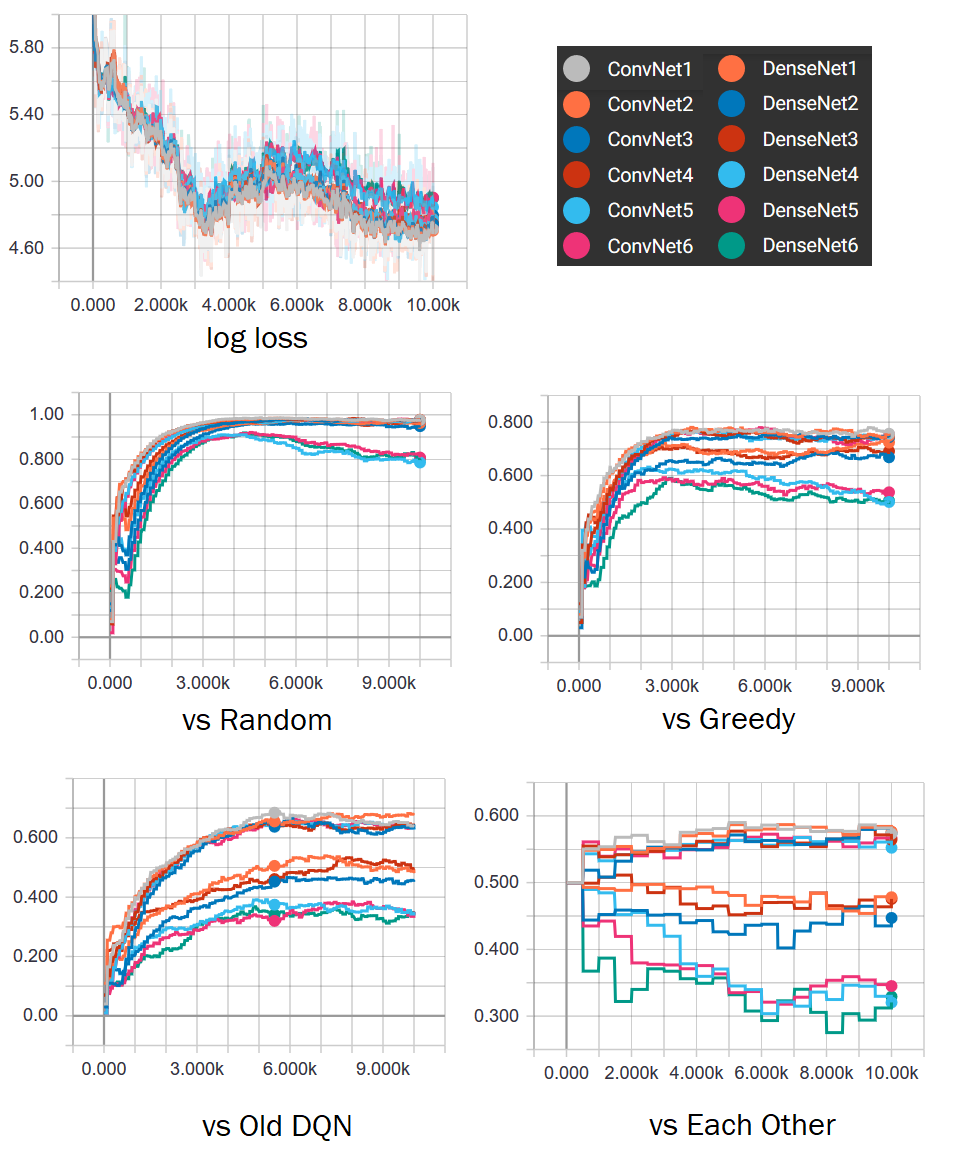 5.80
5.40
5.00
4.60
0.000 2.000k 4.000k 6.000k 8.000k 10.00k
log loss
ConvNet1 DenseNet1
ConvNet2 DenseNet2
ConvNet3 DenseNet3
ConvNet4 DenseNet4
ConvNet5 DenseNet5
ConvNet6 DenseNet6
1.00
0.800
0.600
0.400
0.200
0.00
0.000 3.000k 6.000k 9.000k
vs Random
0.800
0.600
0.400
0.200
0.00
0.000 3.000k 6.000k 9.000k
vs Greedy
0.600
0.400
0.200
0.00
0.000 3.000k 6.000k 9.000k
vs Old DQN
0.600
0.500
0.400
0.300
0.000 2.000k 4.000k 6.000k 8.000k 10.00k
vs Each Other